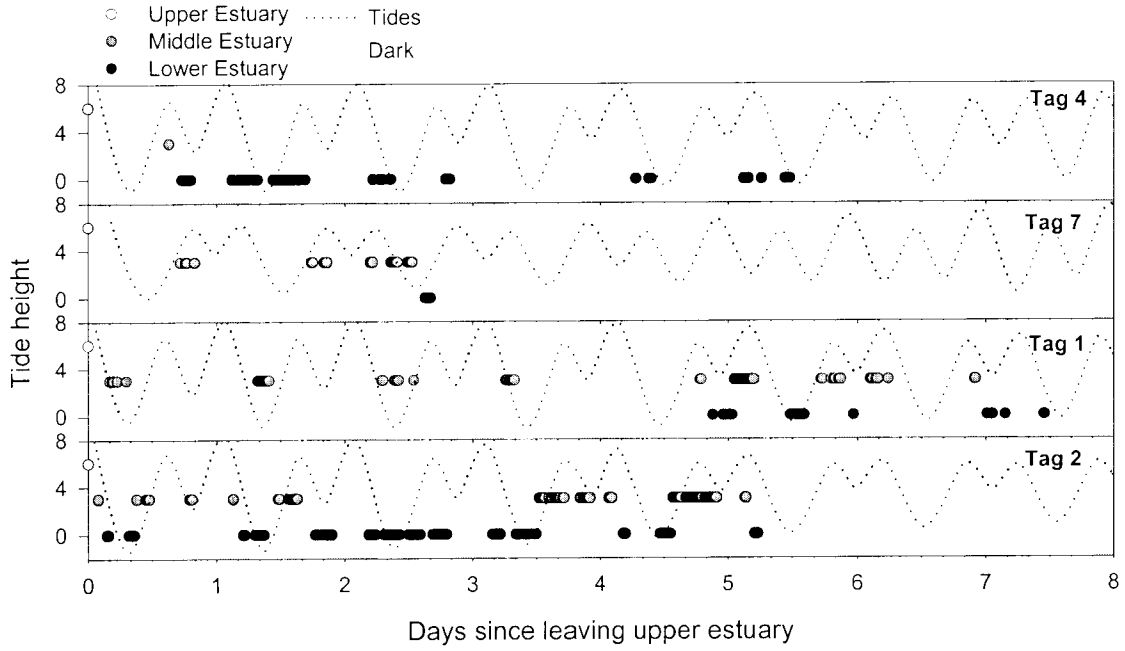 Upper Estuary
Tides
Middle Estuary
Dark
Lower Estuary
8
4
0
Tag 4
8
4
0
Tag 7
8
4
0
Tag 1
8
4
0
Tag 2
Tide height
0 1 2 3 4 5 6 7 8
Days since leaving upper estuary